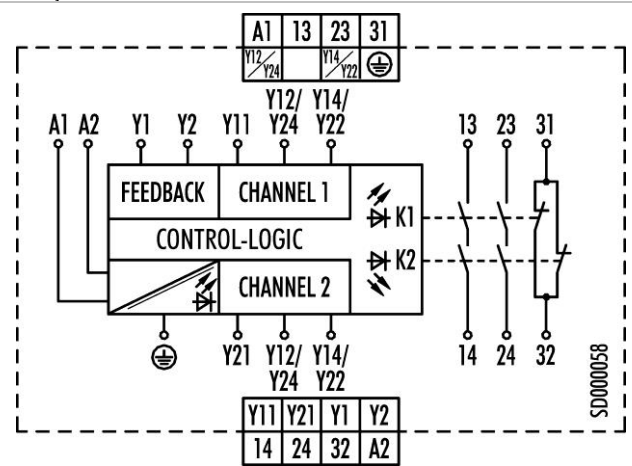 A1 13 23 31
Y12/Y24 Y14/Y22
Y12/ Y14/
A1 A2 Y1 Y2 Y11 Y24 Y22 13 23 31
FEEDBACK CHANNEL 1
K1
CONTROL-LOGIC
K2
CHANNEL 2
Y21 Y12/ Y14/ 14 24 32
Y24 Y22
SD000058
Y11 Y21 Y1 Y2
14 24 32 A2